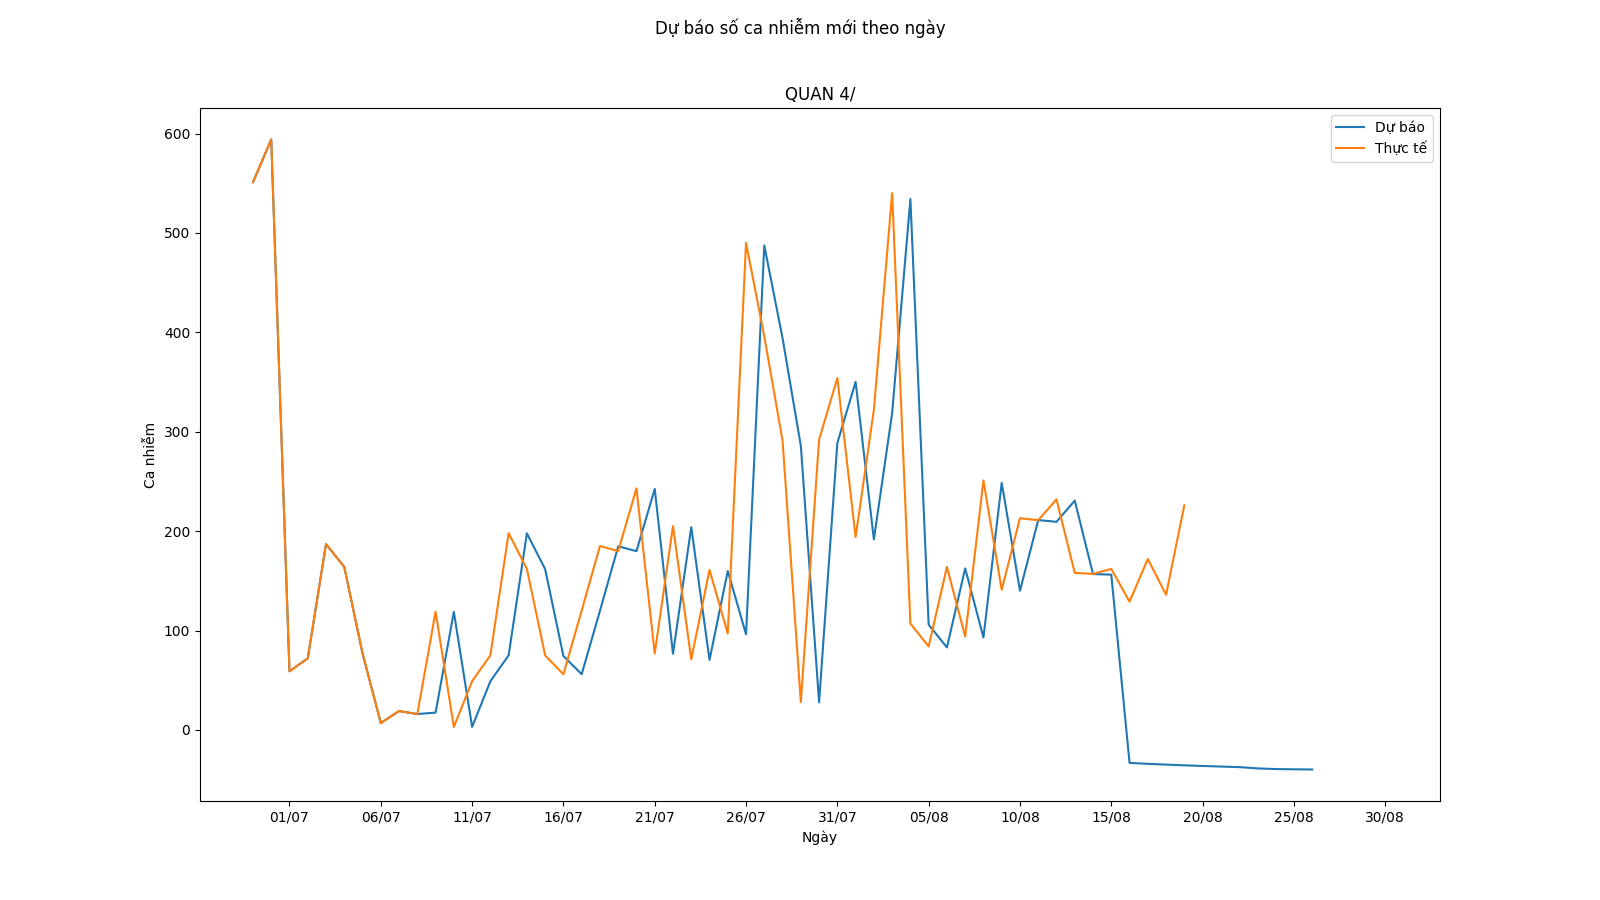 Dự báo số ca nhiễm mới theo ngày
QUAN 4/
Dự báo
Thực tế
600
500
400
300
200
100
0
Ca nhiễm
01/07 06/07 11/07 16/07 21/07 26/07 31/07 05/08 10/08 15/08 20/08 25/08 30/08
Ngày